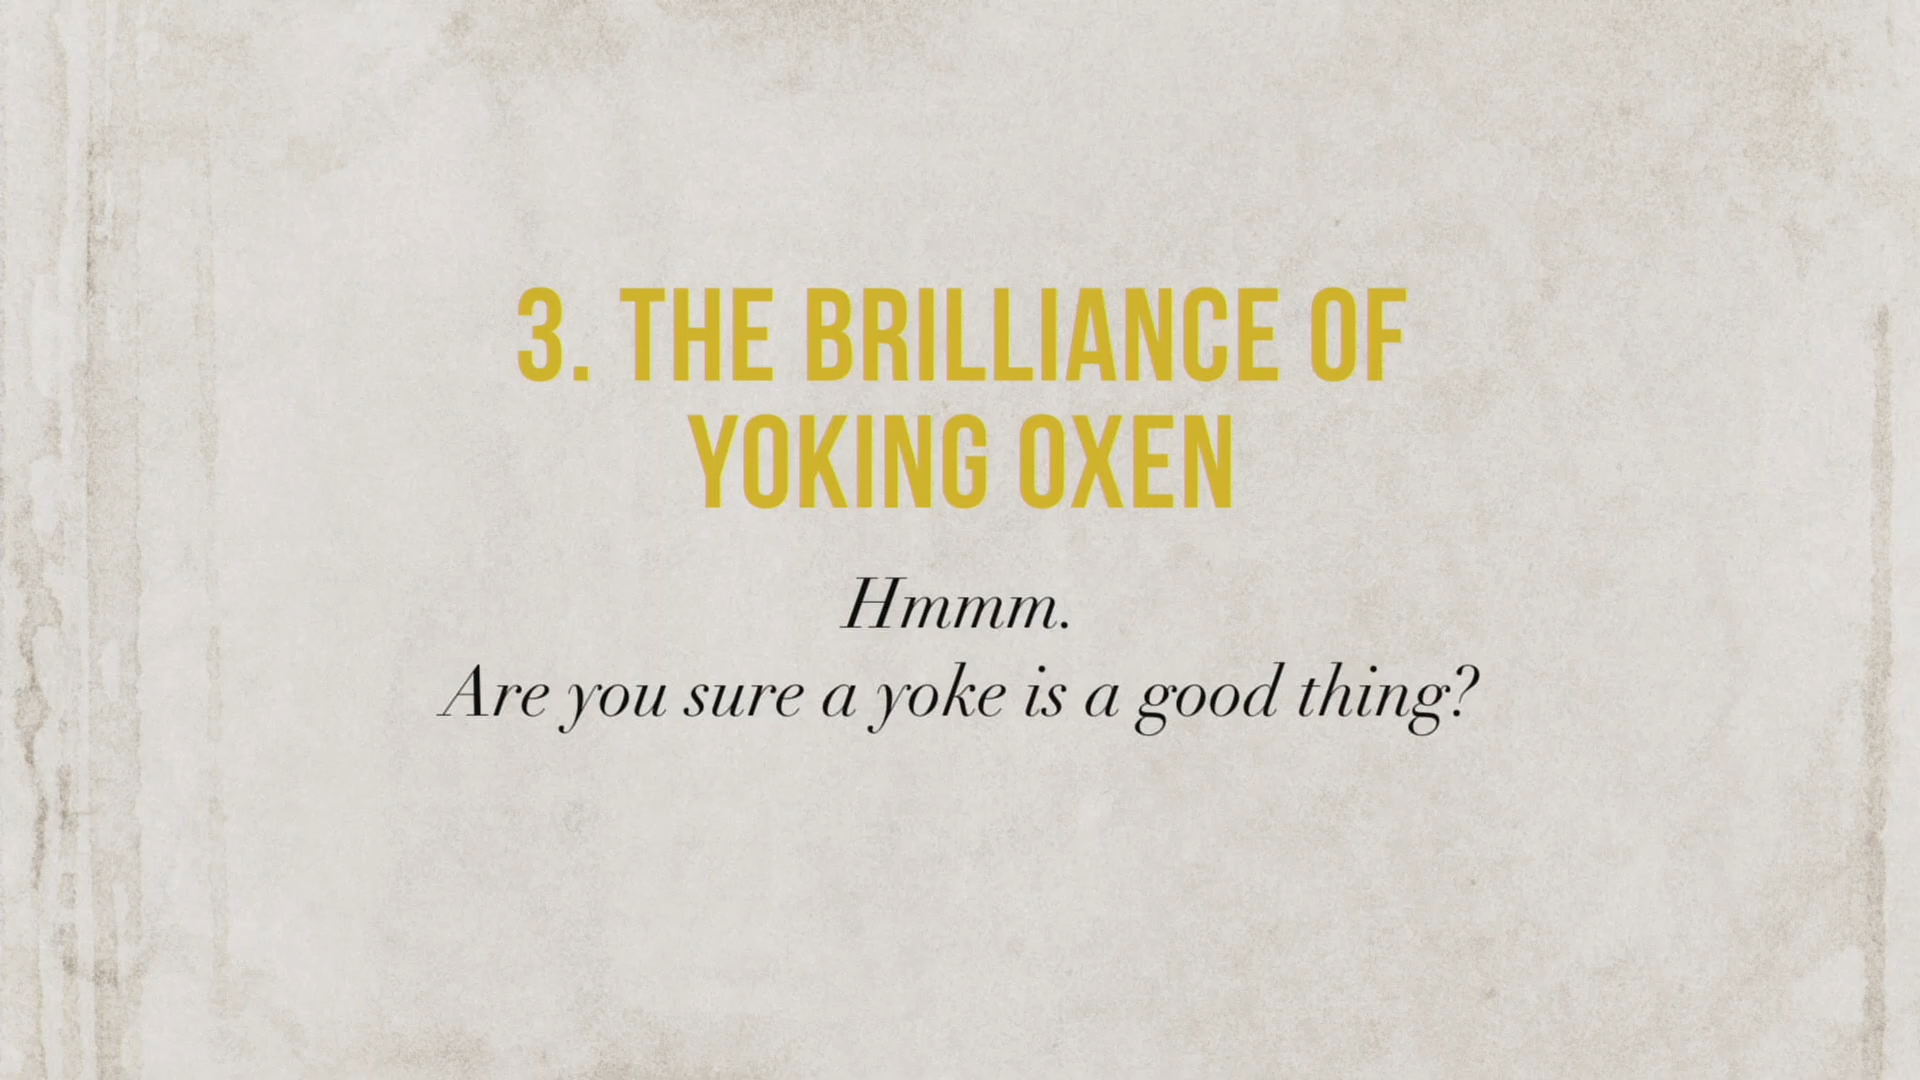 3. THE BRILLIANCE OF
YOKING OXEN
Hmmm.
Are you sure a yoke is a good thing?